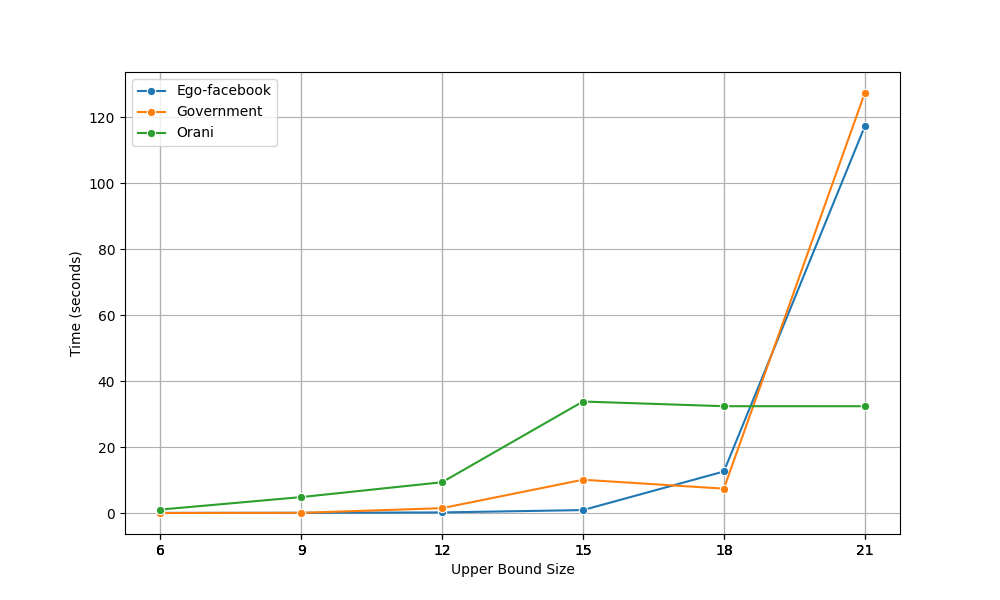 Ego-facebook
Government
Orani
120
100
80
60
40
20
0
Time (seconds)
6 9 12 15 18 21
Upper Bound Size